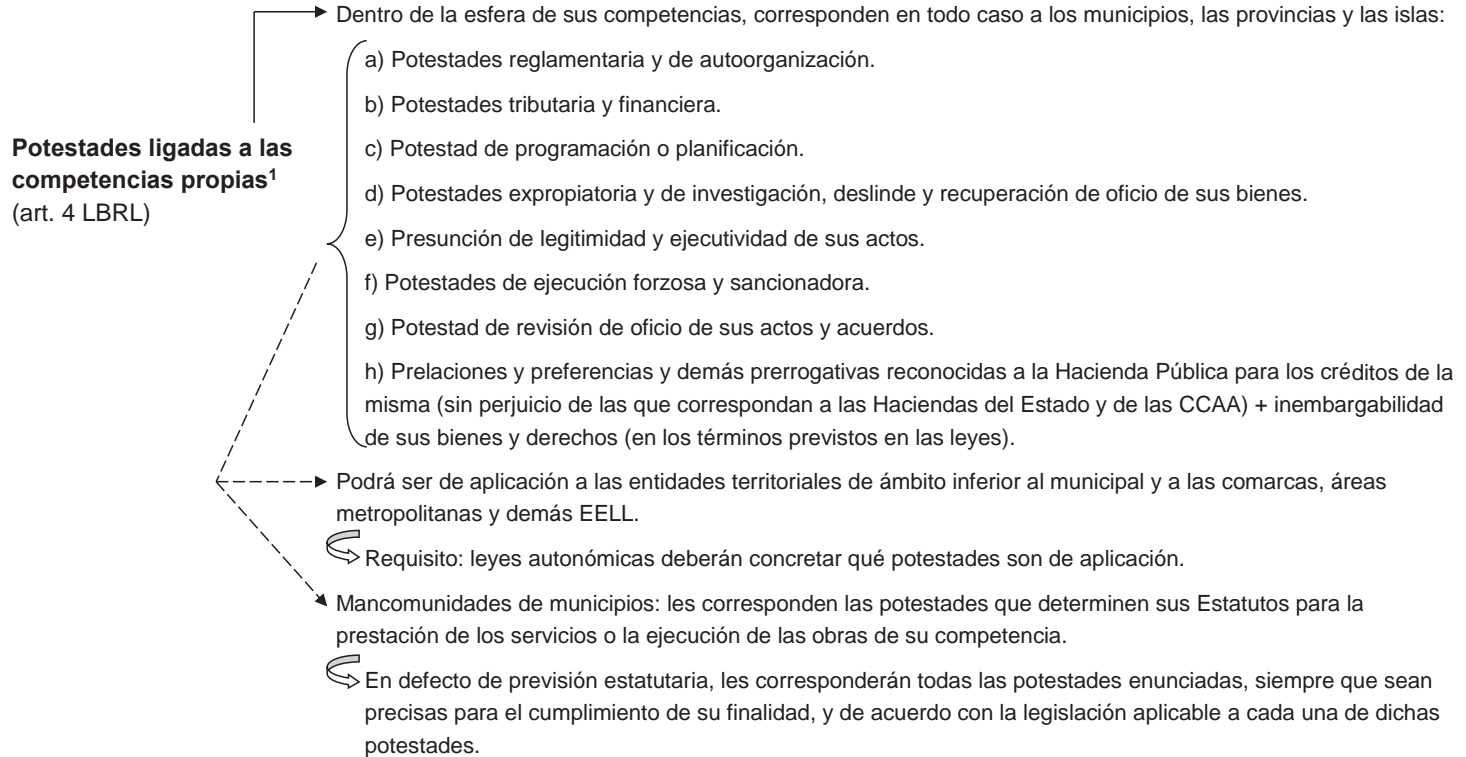 Dentro de la esfera de sus competencias, corresponden en todo caso a los municipios, las provincias y las islas:
a) Potestades reglamentaria y de autoorganización.
b) Potestades tributaria y financiera.
Potestades ligadas a las
competencias propias¹
(art. 4 LBRL)
c) Potestad de programación o planificación.
d) Potestades expropiatoria y de investigación, deslinde y recuperación de oficio de sus bienes.
e) Presunción de legitimidad y ejecutividad de sus actos.
f) Potestades de ejecución forzosa y sancionadora.
g) Potestad de revisión de oficio de sus actos y acuerdos.
h) Prelaciones y preferencias y demás prerrogativas reconocidas a la Hacienda Pública para los créditos de la
misma (sin perjuicio de las que correspondan a las Haciendas del Estado y de las CCAA) + inembargabilidad
de sus bienes y derechos (en los términos previstos en las leyes).
Podrá ser de aplicación a las entidades territoriales de ámbito inferior al municipal y a las comarcas, áreas
metropolitanas y demás EELL.
Requisito: leyes autonómicas deberán concretar qué potestades son de aplicación.
Mancomunidades de municipios: les corresponden las potestades que determinen sus Estatutos para la
prestación de los servicios o la ejecución de las obras de su competencia.
En defecto de previsión estatutaria, les corresponderán todas las potestades enunciadas, siempre que sean
precisas para el cumplimiento de su finalidad, y de acuerdo con la legislación aplicable a cada una de dichas
potestades.